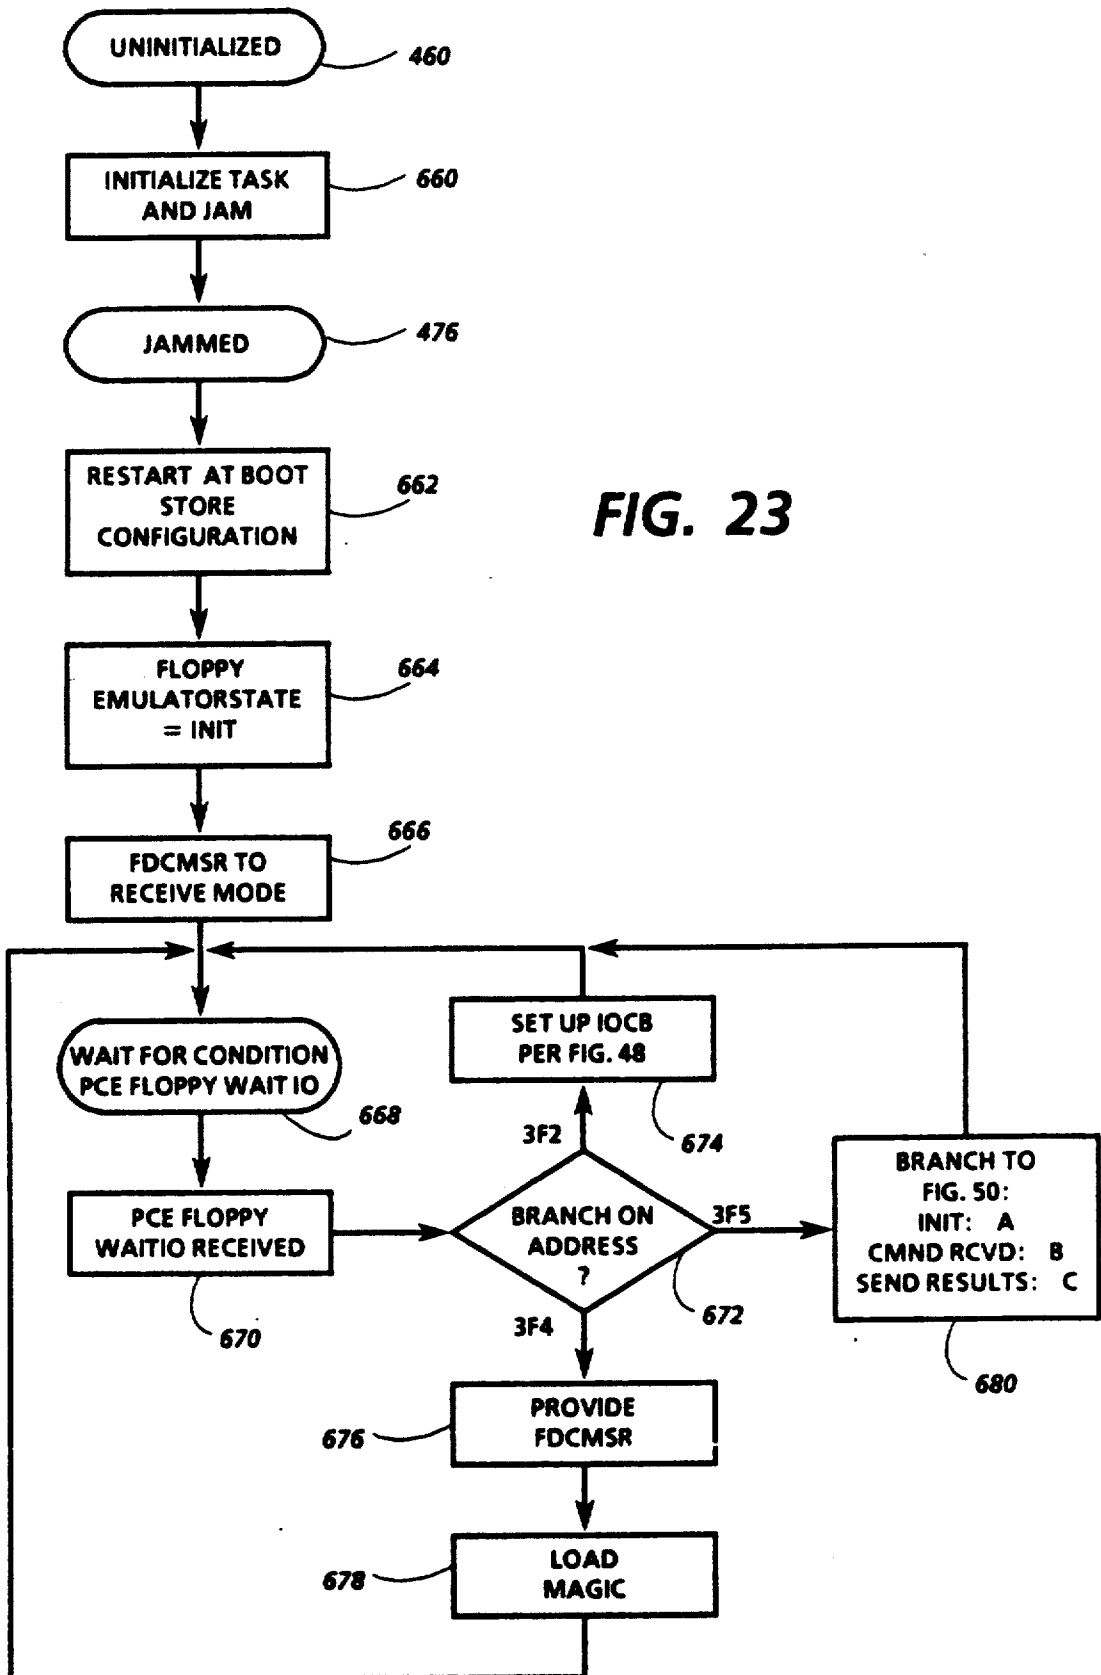 UNINITIALIZED
460
INITIALIZE TASK
AND JAM
660
JAMMED
476
RESTART AT BOOT
STORE
CONFIGURATION
662
FIG. 23
FLOPPY
EMULATORSTATE
= INIT
664
FDCMSR TO
RECEIVE MODE
666
WAIT FOR CONDITION
PCE FLOPPY WAIT IO
668
SET UP IOCB
PER FIG. 48
674
PCE FLOPPY
WAITIO RECEIVED
670
3F2
BRANCH ON
ADDRESS
?
672
3F5
3F4
BRANCH TO
FIG. 50:
INIT: A
CMND RCVD: B
SEND RESULTS: C
680
PROVIDE
FDCMSR
676
LOAD
MAGIC
678